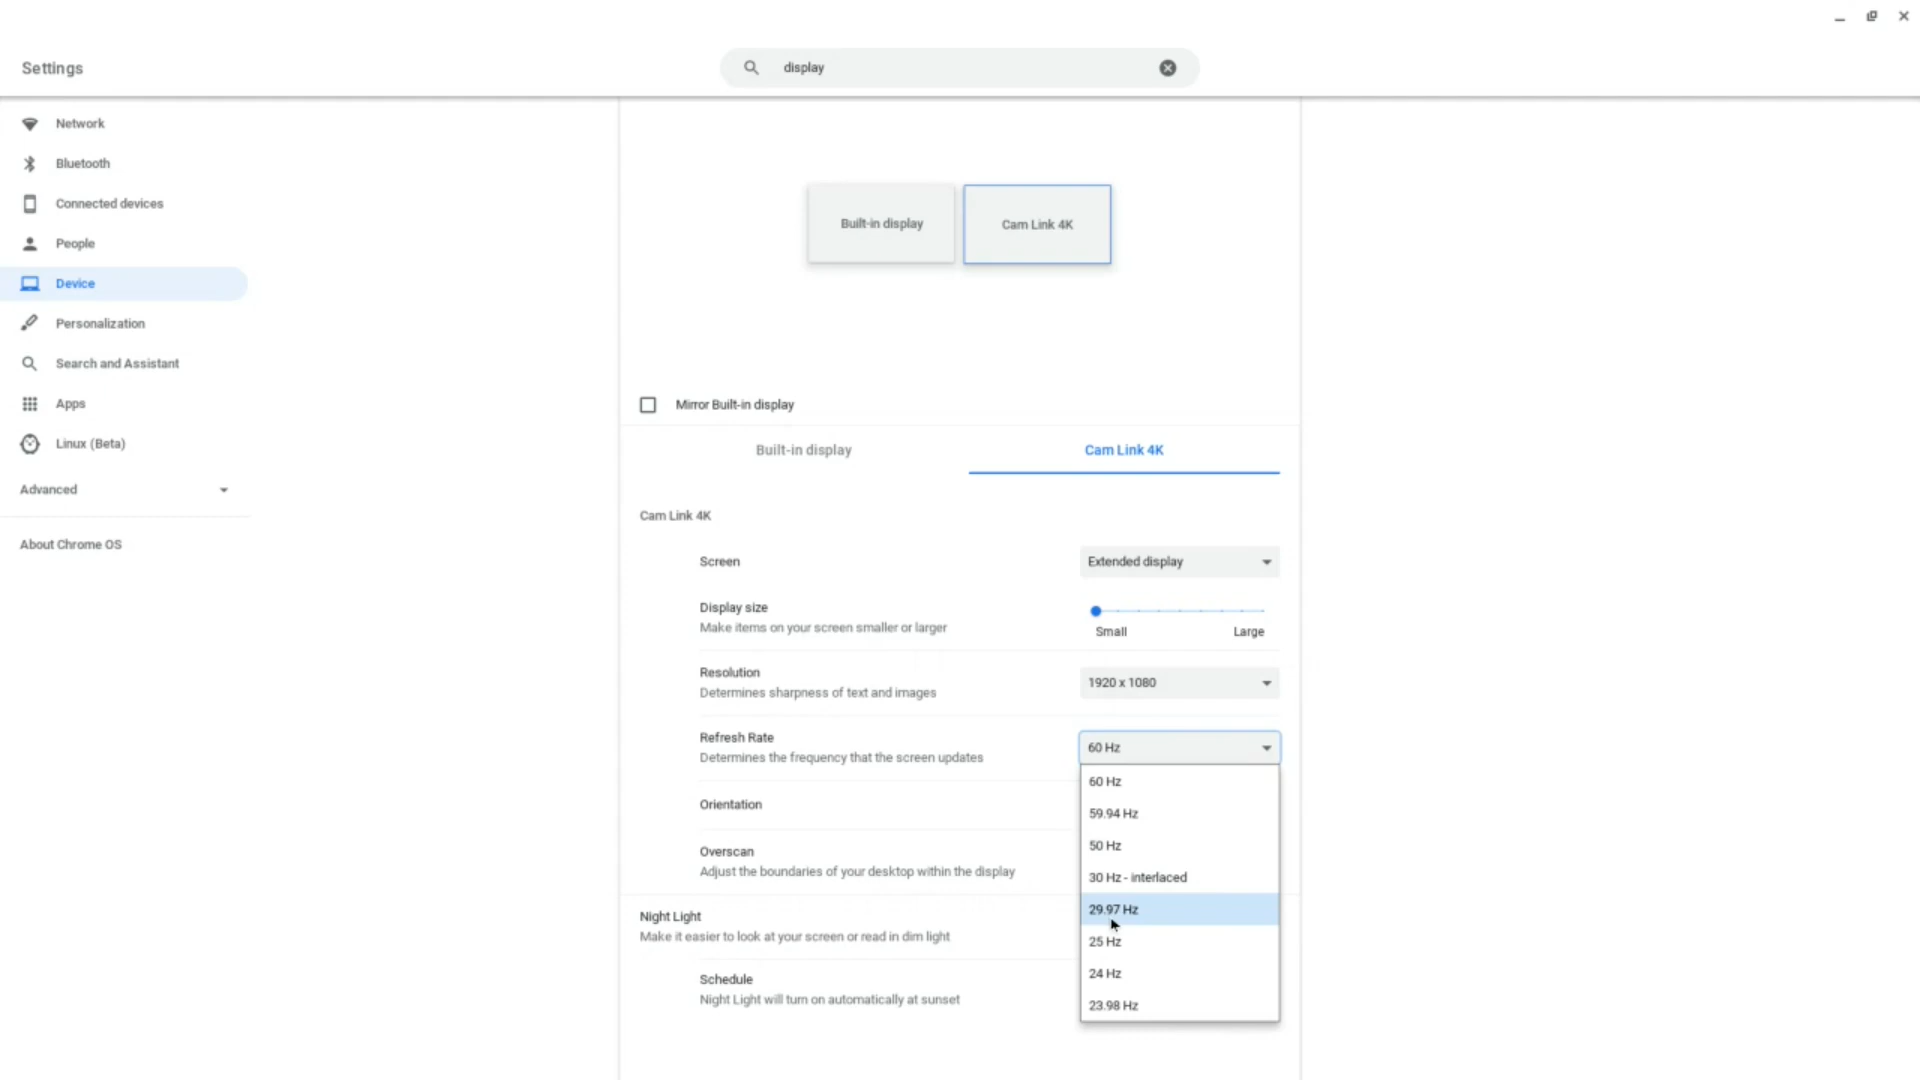 Settings
display
Network
Bluetooth
Connected devices
People
Device
Personalization
Search and Assistant
Apps
Linux (Beta)
Advanced
About Chrome OS
Built-in display
Cam Link 4K
Mirror Built-in display
Built-in display
Cam Link 4K
Cam Link 4K
Screen
Extended display
Display size
Make items on your screen smaller or larger
Small
Large
Resolution
Determines sharpness of text and images
1920 x 1080
Refresh Rate
Determines the frequency that the screen updates
60 Hz
60 Hz
59.94 Hz
50 Hz
30 Hz - interlaced
29.97 Hz
25 Hz
24 Hz
23.98 Hz
Orientation
Overscan
Adjust the boundaries of your desktop within the display
Night Light
Make it easier to look at your screen or read in dim light
Schedule
Night Light will turn on automatically at sunset